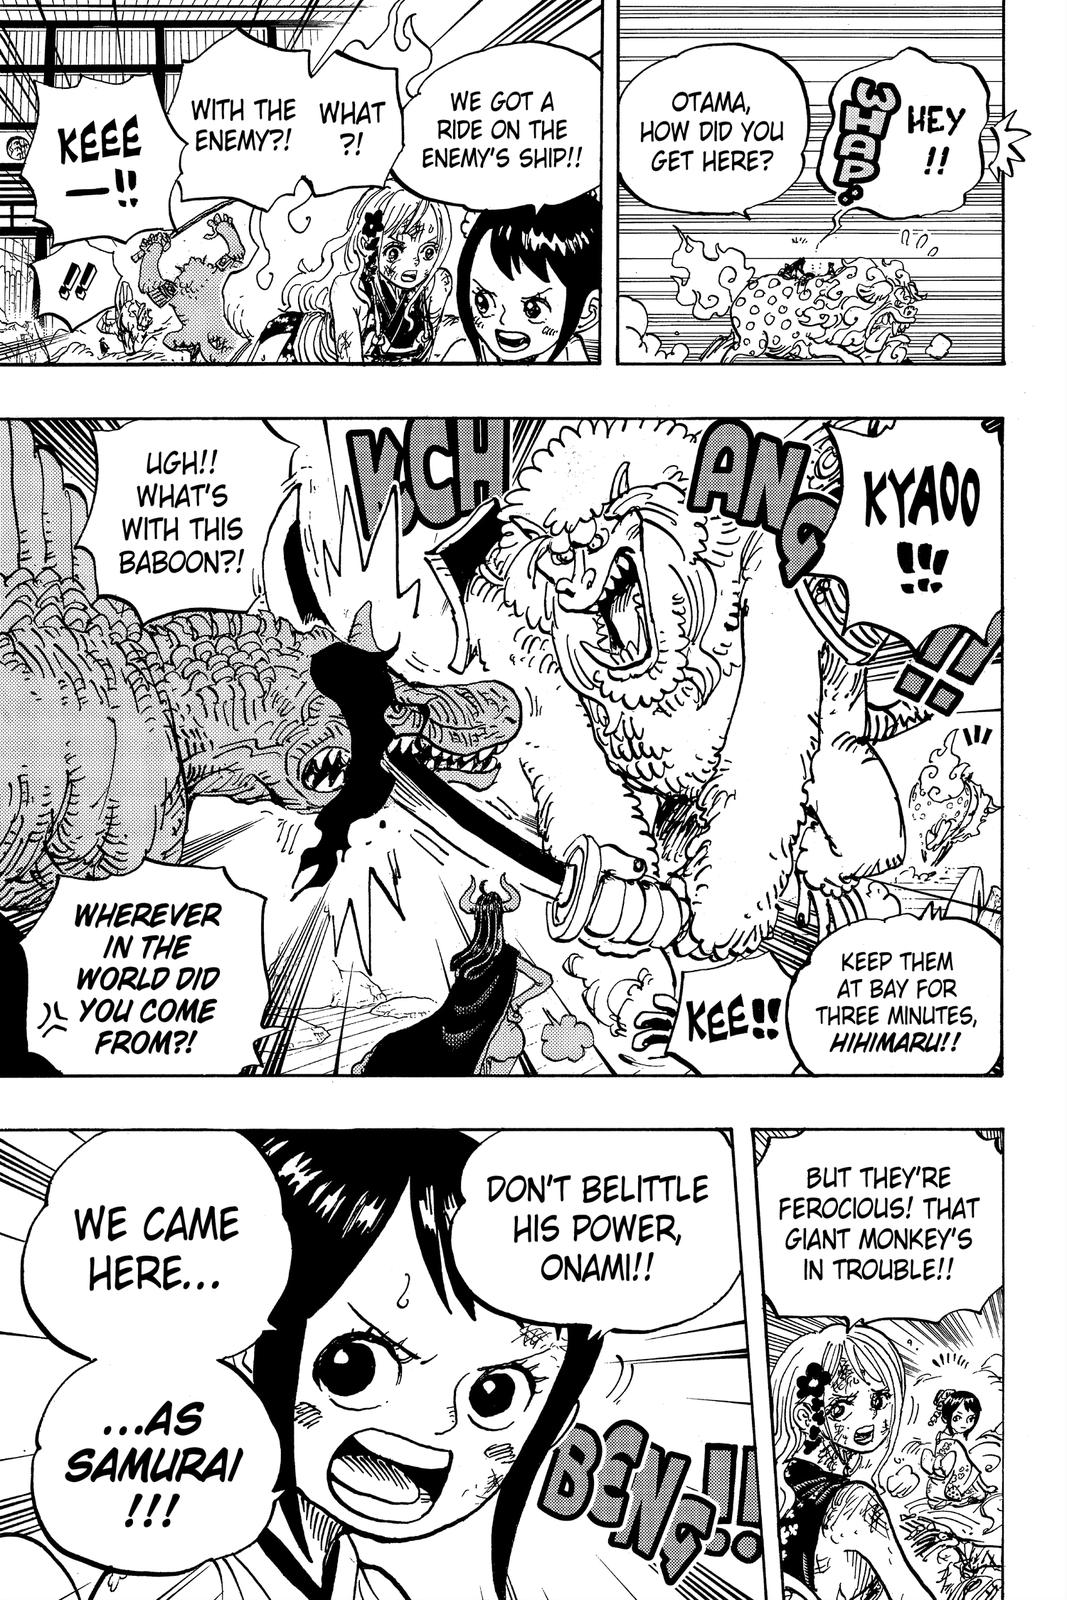 HEY
!!
WHAP!!
OTAMA,
HOW DID YOU
GET HERE?
WE GOT A
RIDE ON THE
ENEMY'S SHIP!!
WHAT
?!
WITH THE
ENEMY?!
KEEE
—!!
!!
KYAOO
!!!
ANG
!!
KCH
UGH!!
WHAT'S
WITH THIS
BABOON?!
KEEP THEM
AT BAY FOR
THREE MINUTES,
HIHIMARU!!
KEE!!
WHEREVER
IN THE
WORLD DID
YOU COME
FROM?!
BUT THEY'RE
FEROCIOUS! THAT
GIANT MONKEY'S
IN TROUBLE!!
DON'T BELITTLE
HIS POWER,
ONAMI!!
BENG!!
WE CAME
HERE...
...AS
SAMURAI
!!!